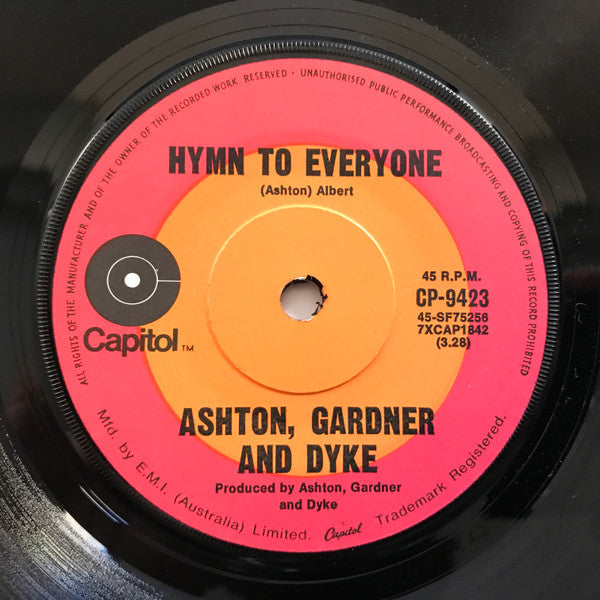 ALL RIGHTS OF THE MANUFACTURER AND OF THE OWNER OF THE RECORDED WORK RESERVED · UNAUTHORISED PUBLIC PERFORMANCE BROADCASTING AND COPYING OF THIS RECORD PROHIBITED
HYMN TO EVERYONE
(Ashton) Albert
Capitol™
45 R.P.M.
CP-9423
45-SF75256
7XCAP1842
(3.28)
ASHTON, GARDNER
AND DYKE
Produced by Ashton, Gardner
and Dyke
Mfd. by E.M.I. (Australia) Limited. Capitol Trademark Registered.